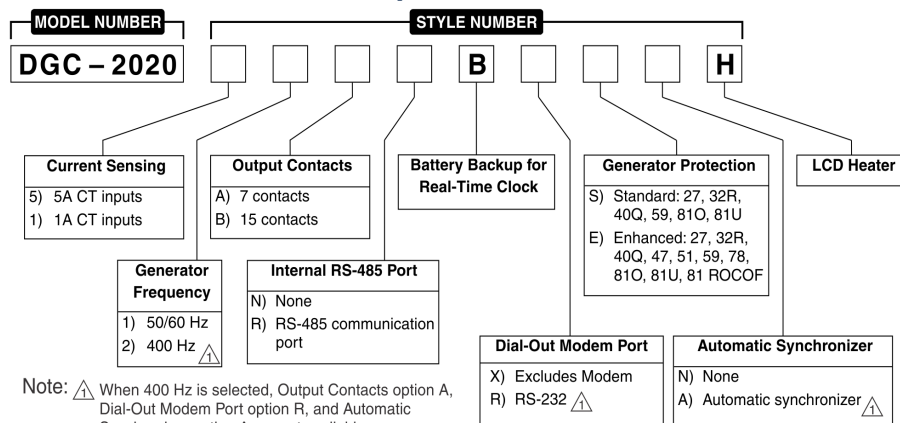 MODEL NUMBER
STYLE NUMBER
DGC – 2020
B
H
Current Sensing
5) 5A CT inputs
1) 1A CT inputs
Output Contacts
A) 7 contacts
B) 15 contacts
Battery Backup for
Real-Time Clock
Generator Protection
S) Standard: 27, 32R,
40Q, 59, 81O, 81U
E) Enhanced: 27, 32R,
40Q, 47, 51, 59, 78,
81O, 81U, 81 ROCOF
LCD Heater
Generator
Frequency
1) 50/60 Hz
2) 400 Hz 1
Internal RS-485 Port
N) None
R) RS-485 communication
port
Dial-Out Modem Port
X) Excludes Modem
R) RS-232 1
Automatic Synchronizer
N) None
A) Automatic synchronizer 1
Note: 1 When 400 Hz is selected, Output Contacts option A,
Dial-Out Modem Port option R, and Automatic